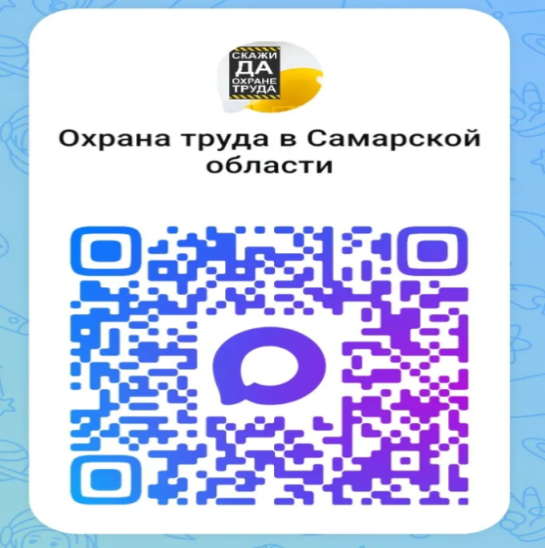 СКАЖИ
ДА
ОХРАНЕ
ТРУДА
Охрана труда в Самарской
области